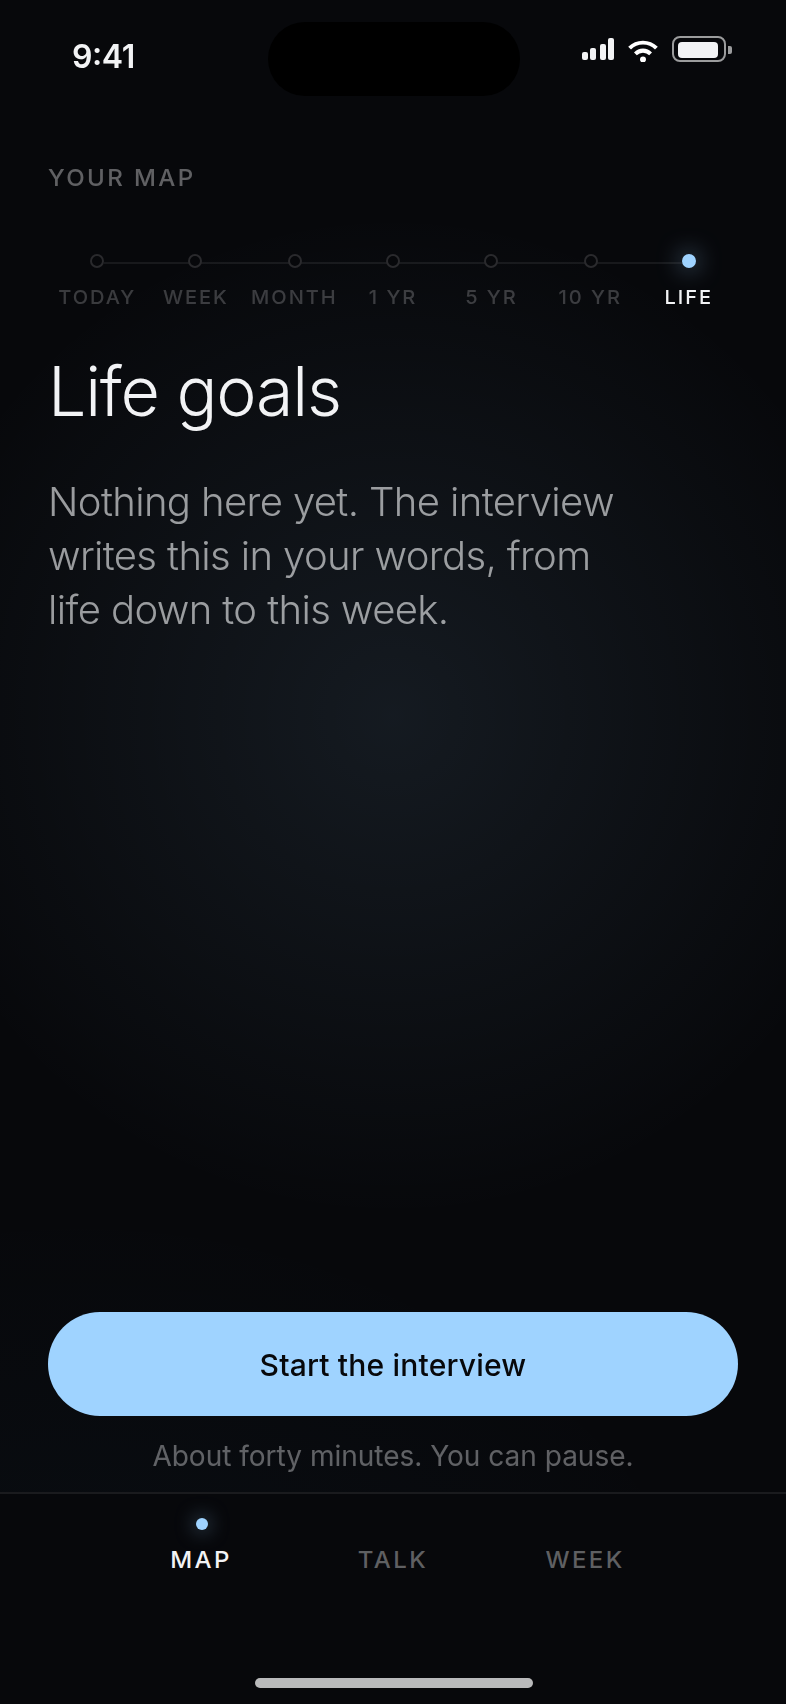 9:41
YOUR MAP
TODAY WEEK MONTH 1 YR 5 YR 10 YR LIFE
Life goals
Nothing here yet. The interview
writes this in your words, from
life down to this week.
Start the interview
About forty minutes. You can pause.
MAP TALK WEEK